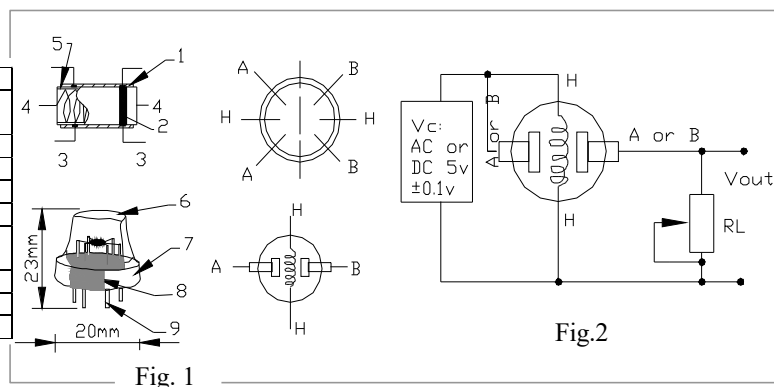 5
1
4
4
2
3
3
A
B
H
H
A
B
6
7
8
9
23mm
20mm
H
A
B
H
Fig. 1
Vc:
AC or
DC 5v
±0.1v
A or B
H
H
A or B
Vout
RL
Fig.2